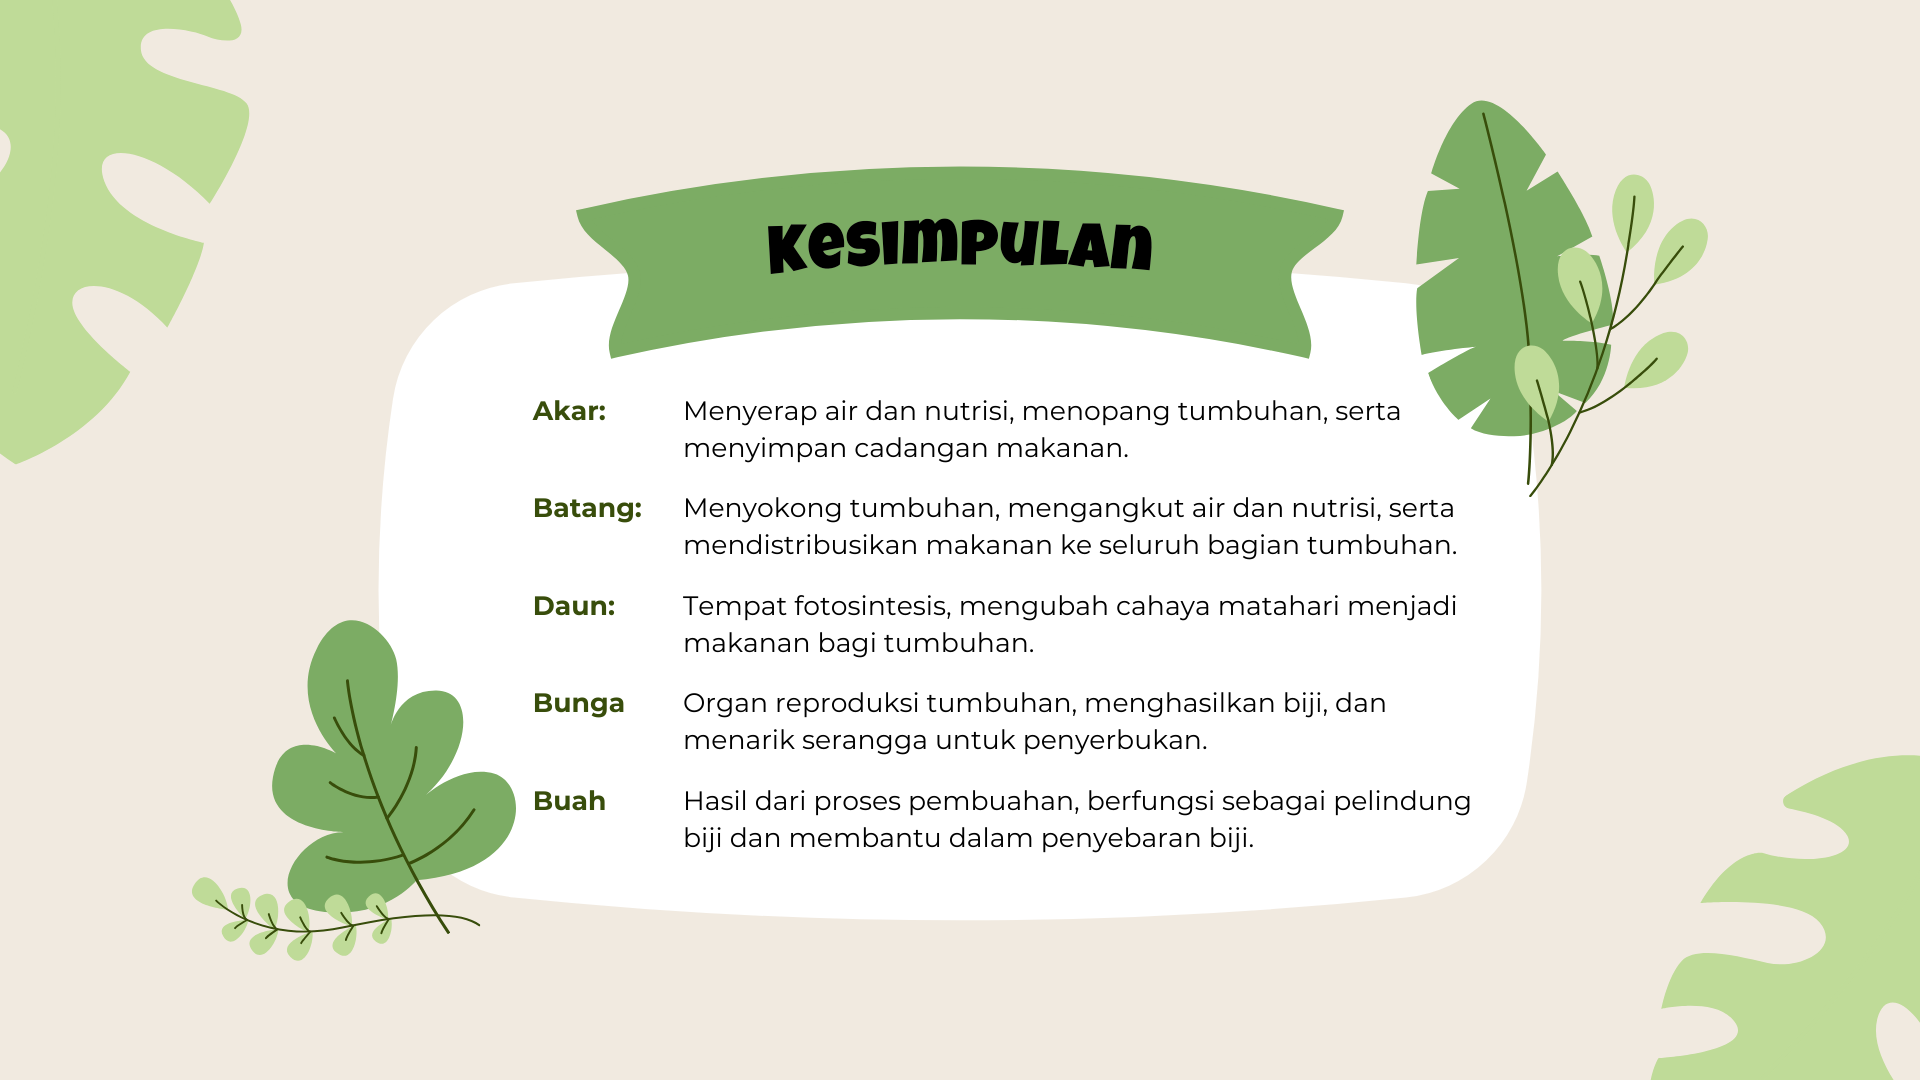 Kesimpulan
Akar: Menyerap air dan nutrisi, menopang tumbuhan, serta
menyimpan cadangan makanan.
Batang: Menyokong tumbuhan, mengangkut air dan nutrisi, serta
mendistribusikan makanan ke seluruh bagian tumbuhan.
Daun: Tempat fotosintesis, mengubah cahaya matahari menjadi
makanan bagi tumbuhan.
Bunga Organ reproduksi tumbuhan, menghasilkan biji, dan
menarik serangga untuk penyerbukan.
Buah Hasil dari proses pembuahan, berfungsi sebagai pelindung
biji dan membantu dalam penyebaran biji.